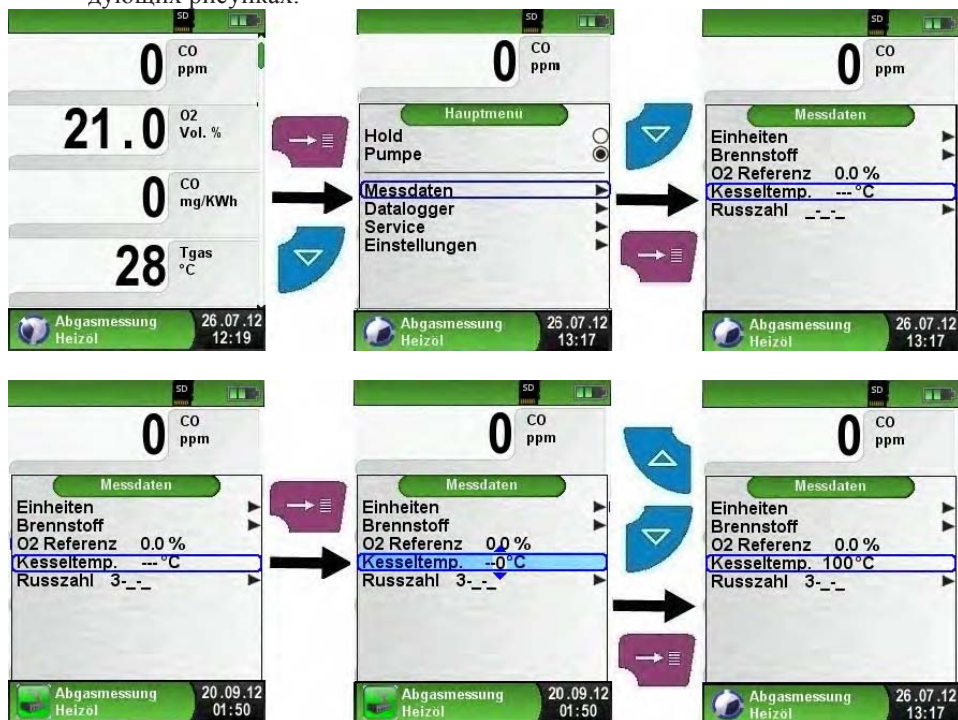 дующих рисунках:
SD
0 CO ppm
21.0 O2 Vol. %
0 CO mg/KWh
28 Tgas °C
Abgasmessung 26.07.12
Heizöl 12:19
SD
0 CO ppm
Hauptmenü
Hold
Pumpe
Messdaten
Datalogger
Service
Einstellungen
Abgasmessung 26.07.12
Heizöl 13:17
SD
0 CO ppm
Messdaten
Einheiten
Brennstoff
O2 Referenz 0.0 %
Kesseltemp. --- °C
Russzahl _-_-_
Abgasmessung 26.07.12
Heizöl 13:17
SD
0 CO ppm
Messdaten
Einheiten
Brennstoff
O2 Referenz 0.0 %
Kesseltemp. --- °C
Russzahl 3-_-_
Abgasmessung 20.09.12
Heizöl 01:50
SD
0 CO ppm
Messdaten
Einheiten
Brennstoff
O2 Referenz 0.0 %
Kesseltemp. --0°C
Russzahl 3-_-_
Abgasmessung 20.09.12
Heizöl 01:50
SD
0 CO ppm
Messdaten
Einheiten
Brennstoff
O2 Referenz 0.0 %
Kesseltemp. 100°C
Russzahl 3-_-_
Abgasmessung 26.07.12
Heizöl 13:17